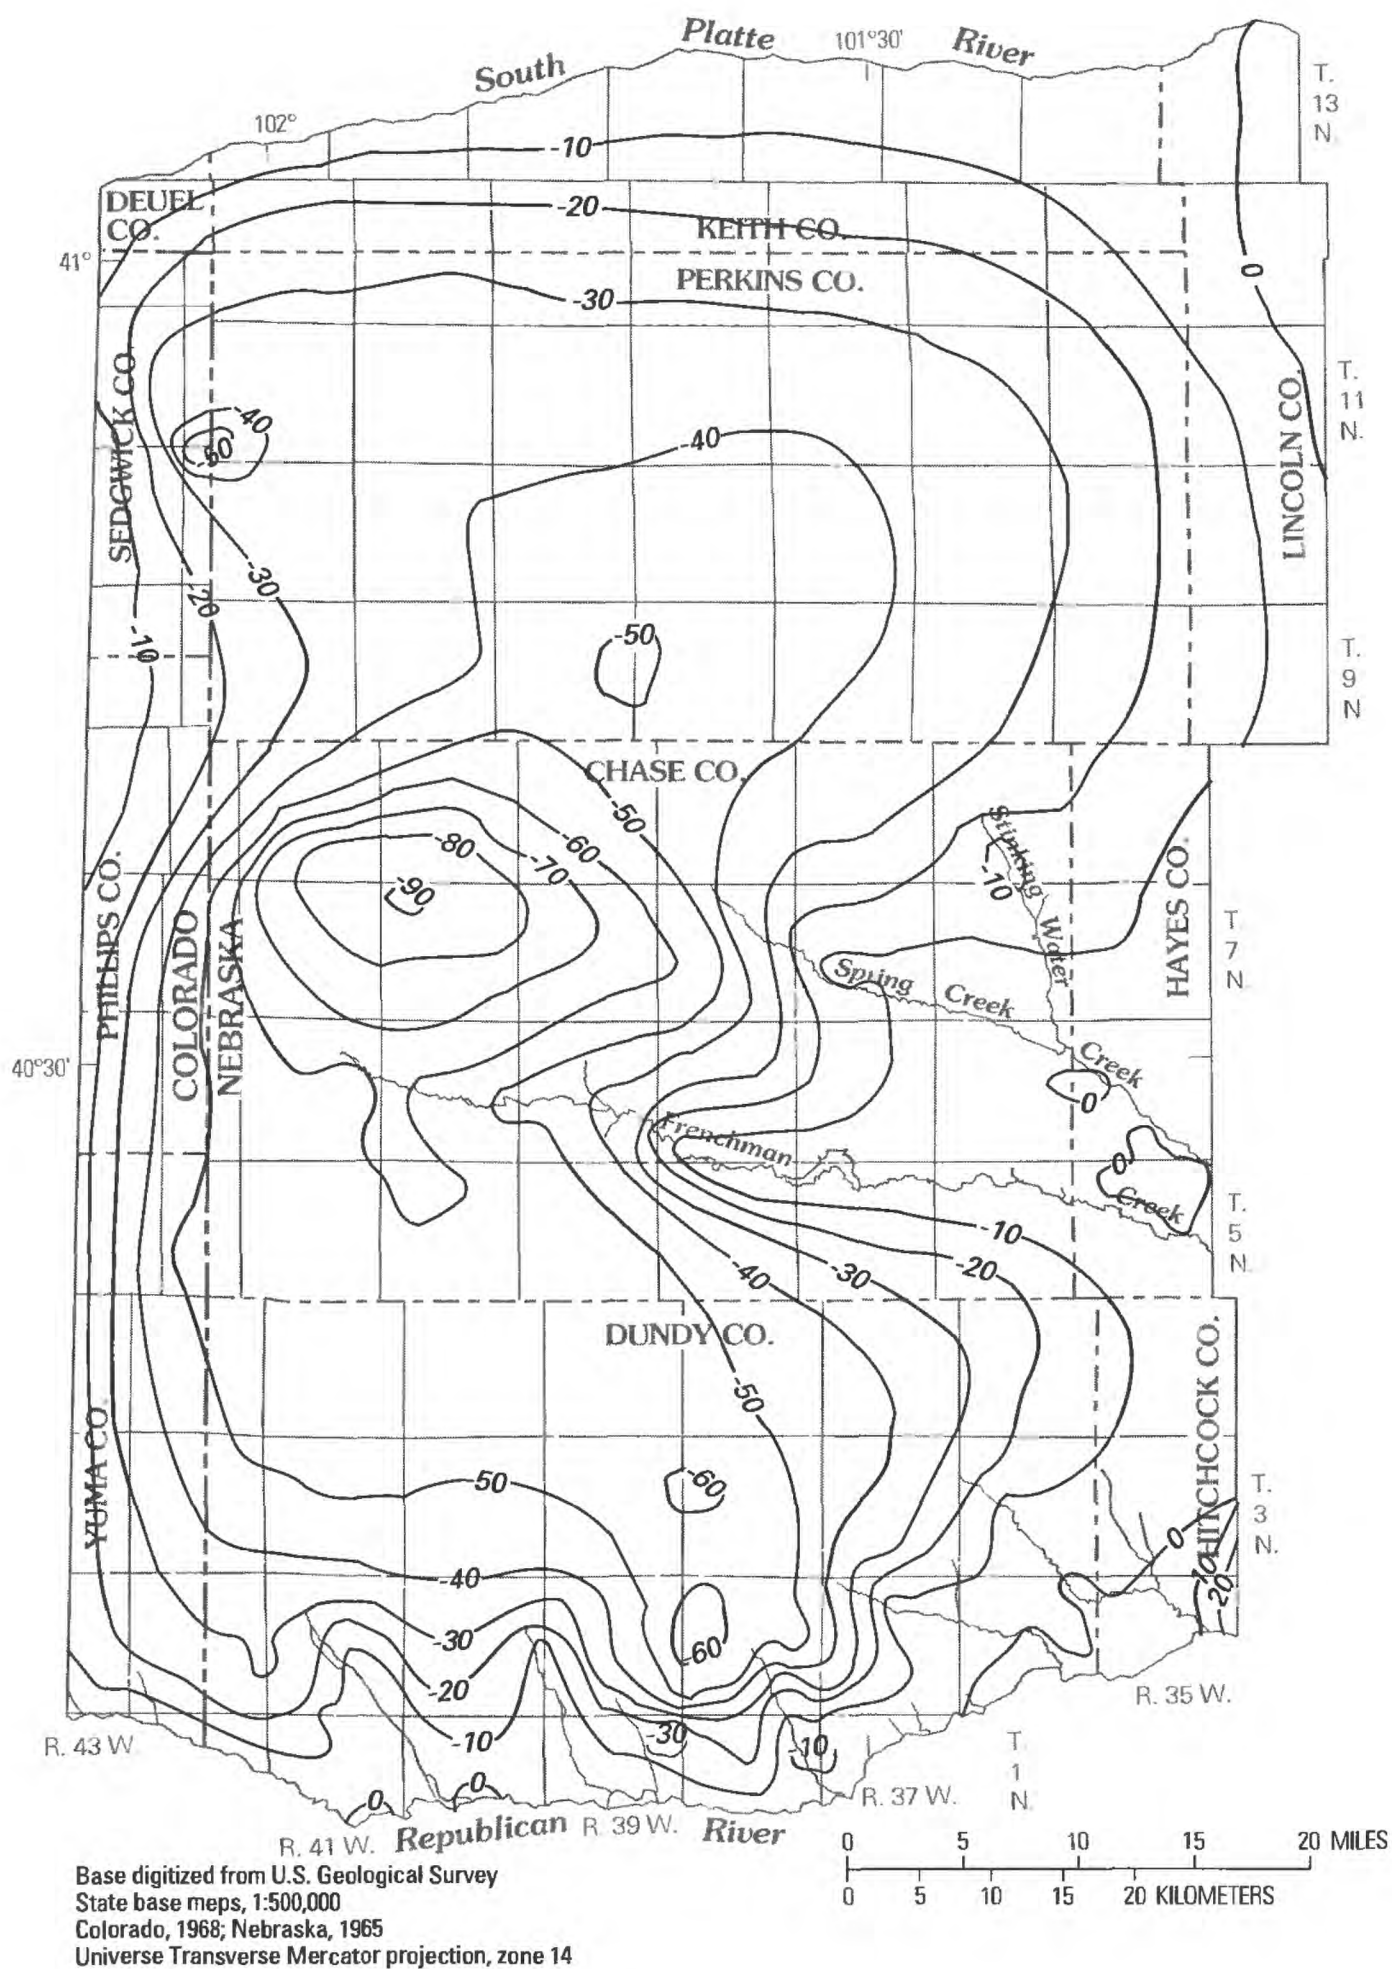 South Platte River
101°30'
102°
T. 13 N.
-10
DEUEL CO.
-20
KEITH CO.
41°
PERKINS CO.
-30
0
SEDGWICK CO.
-40
-50
T. 11 N.
LINCOLN CO.
-40
-30
-20
-10
-50
T. 9 N
CHASE CO.
-50
-60
-70
-80
-90
Stinking Water
-10
HAYES CO.
PHILLIPS CO.
COLORADO
NEBRASKA
T 7 N.
Spring Creek
Creek
40°30'
0
Frenchman
Creek
0
T. 5 N.
-10
-20
-30
-40
DUNDY CO.
-50
HITCHCOCK CO.
YUMA CO.
-50
-60
T. 3 N.
0
-10
-20
-40
-30
-60
-20
-10
-30
-10
R. 35 W.
R. 43 W.
T. 1 N.
0
0
R. 37 W.
R. 41 W.
Republican
R. 39 W.
River
0 5 10 15 20 MILES
0 5 10 15 20 KILOMETERS
Base digitized from U.S. Geological Survey
State base meps, 1:500,000
Colorado, 1968; Nebraska, 1965
Universe Transverse Mercator projection, zone 14